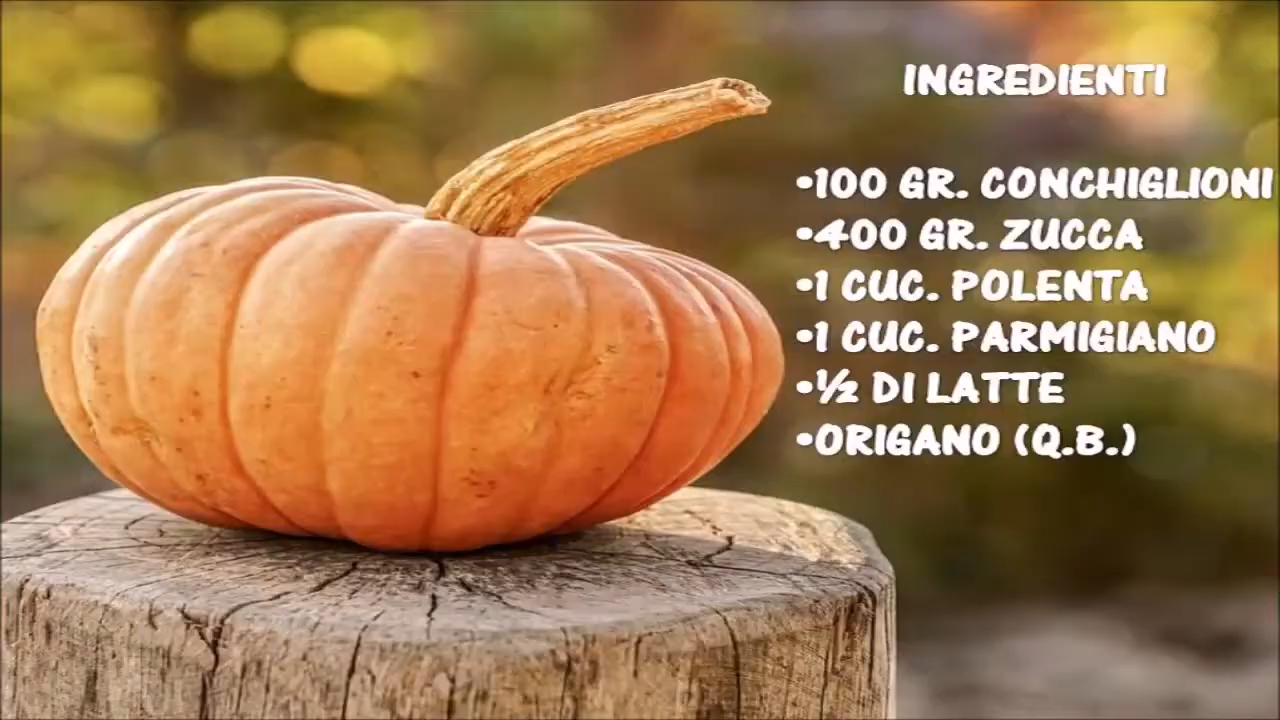 INGREDIENTI
•100 GR. CONCHIGLIONI
•400 GR. ZUCCA
•1 CUC. POLENTA
•1 CUC. PARMIGIANO
•½ DI LATTE
•ORIGANO (Q.B.)